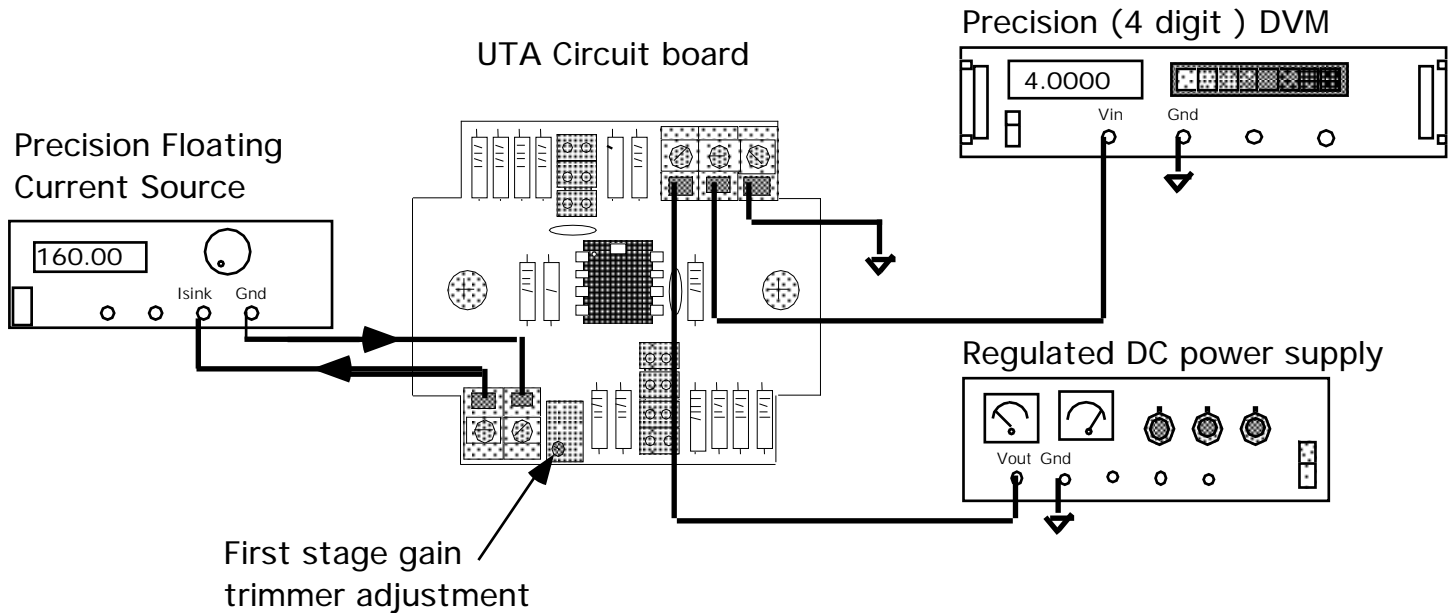 Precision (4 digit ) DVM
UTA Circuit board
4.0000
Vin Gnd
Precision Floating
Current Source
160.00
Isink Gnd
Regulated DC power supply
Vout Gnd
First stage gain
trimmer adjustment